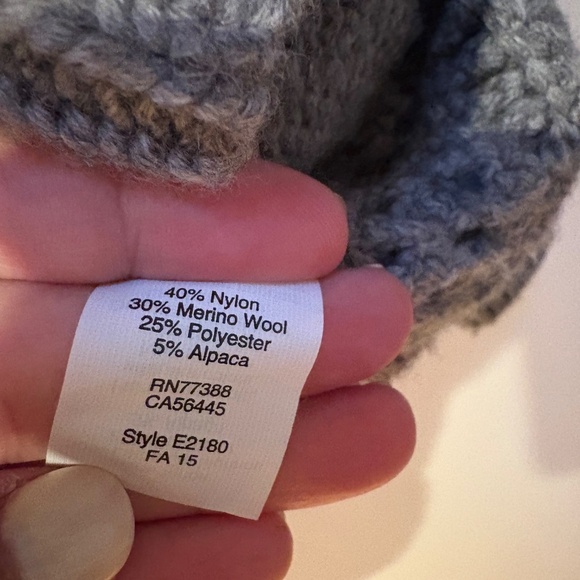 40% Nylon
30% Merino Wool
25% Polyester
5% Alpaca
RN77388
CA56445
Style E2180
FA 15